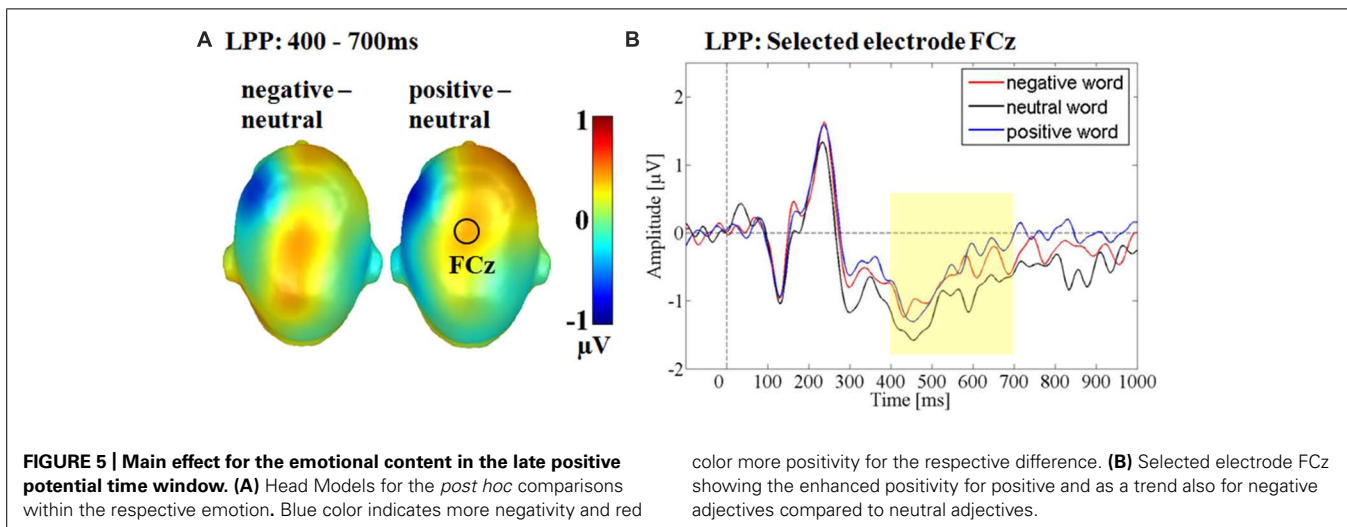 A LPP: 400 - 700ms
negative – neutral
positive – neutral
FCz
1
0
-1
µV
B LPP: Selected electrode FCz
negative word
neutral word
positive word
Amplitude [µV]
2
1
0
-1
-2
0 100 200 300 400 500 600 700 800 900 1000
Time [ms]
FIGURE 5 | Main effect for the emotional content in the late positive
potential time window. (A) Head Models for the post hoc comparisons
within the respective emotion. Blue color indicates more negativity and red
color more positivity for the respective difference. (B) Selected electrode FCz
showing the enhanced positivity for positive and as a trend also for negative
adjectives compared to neutral adjectives.